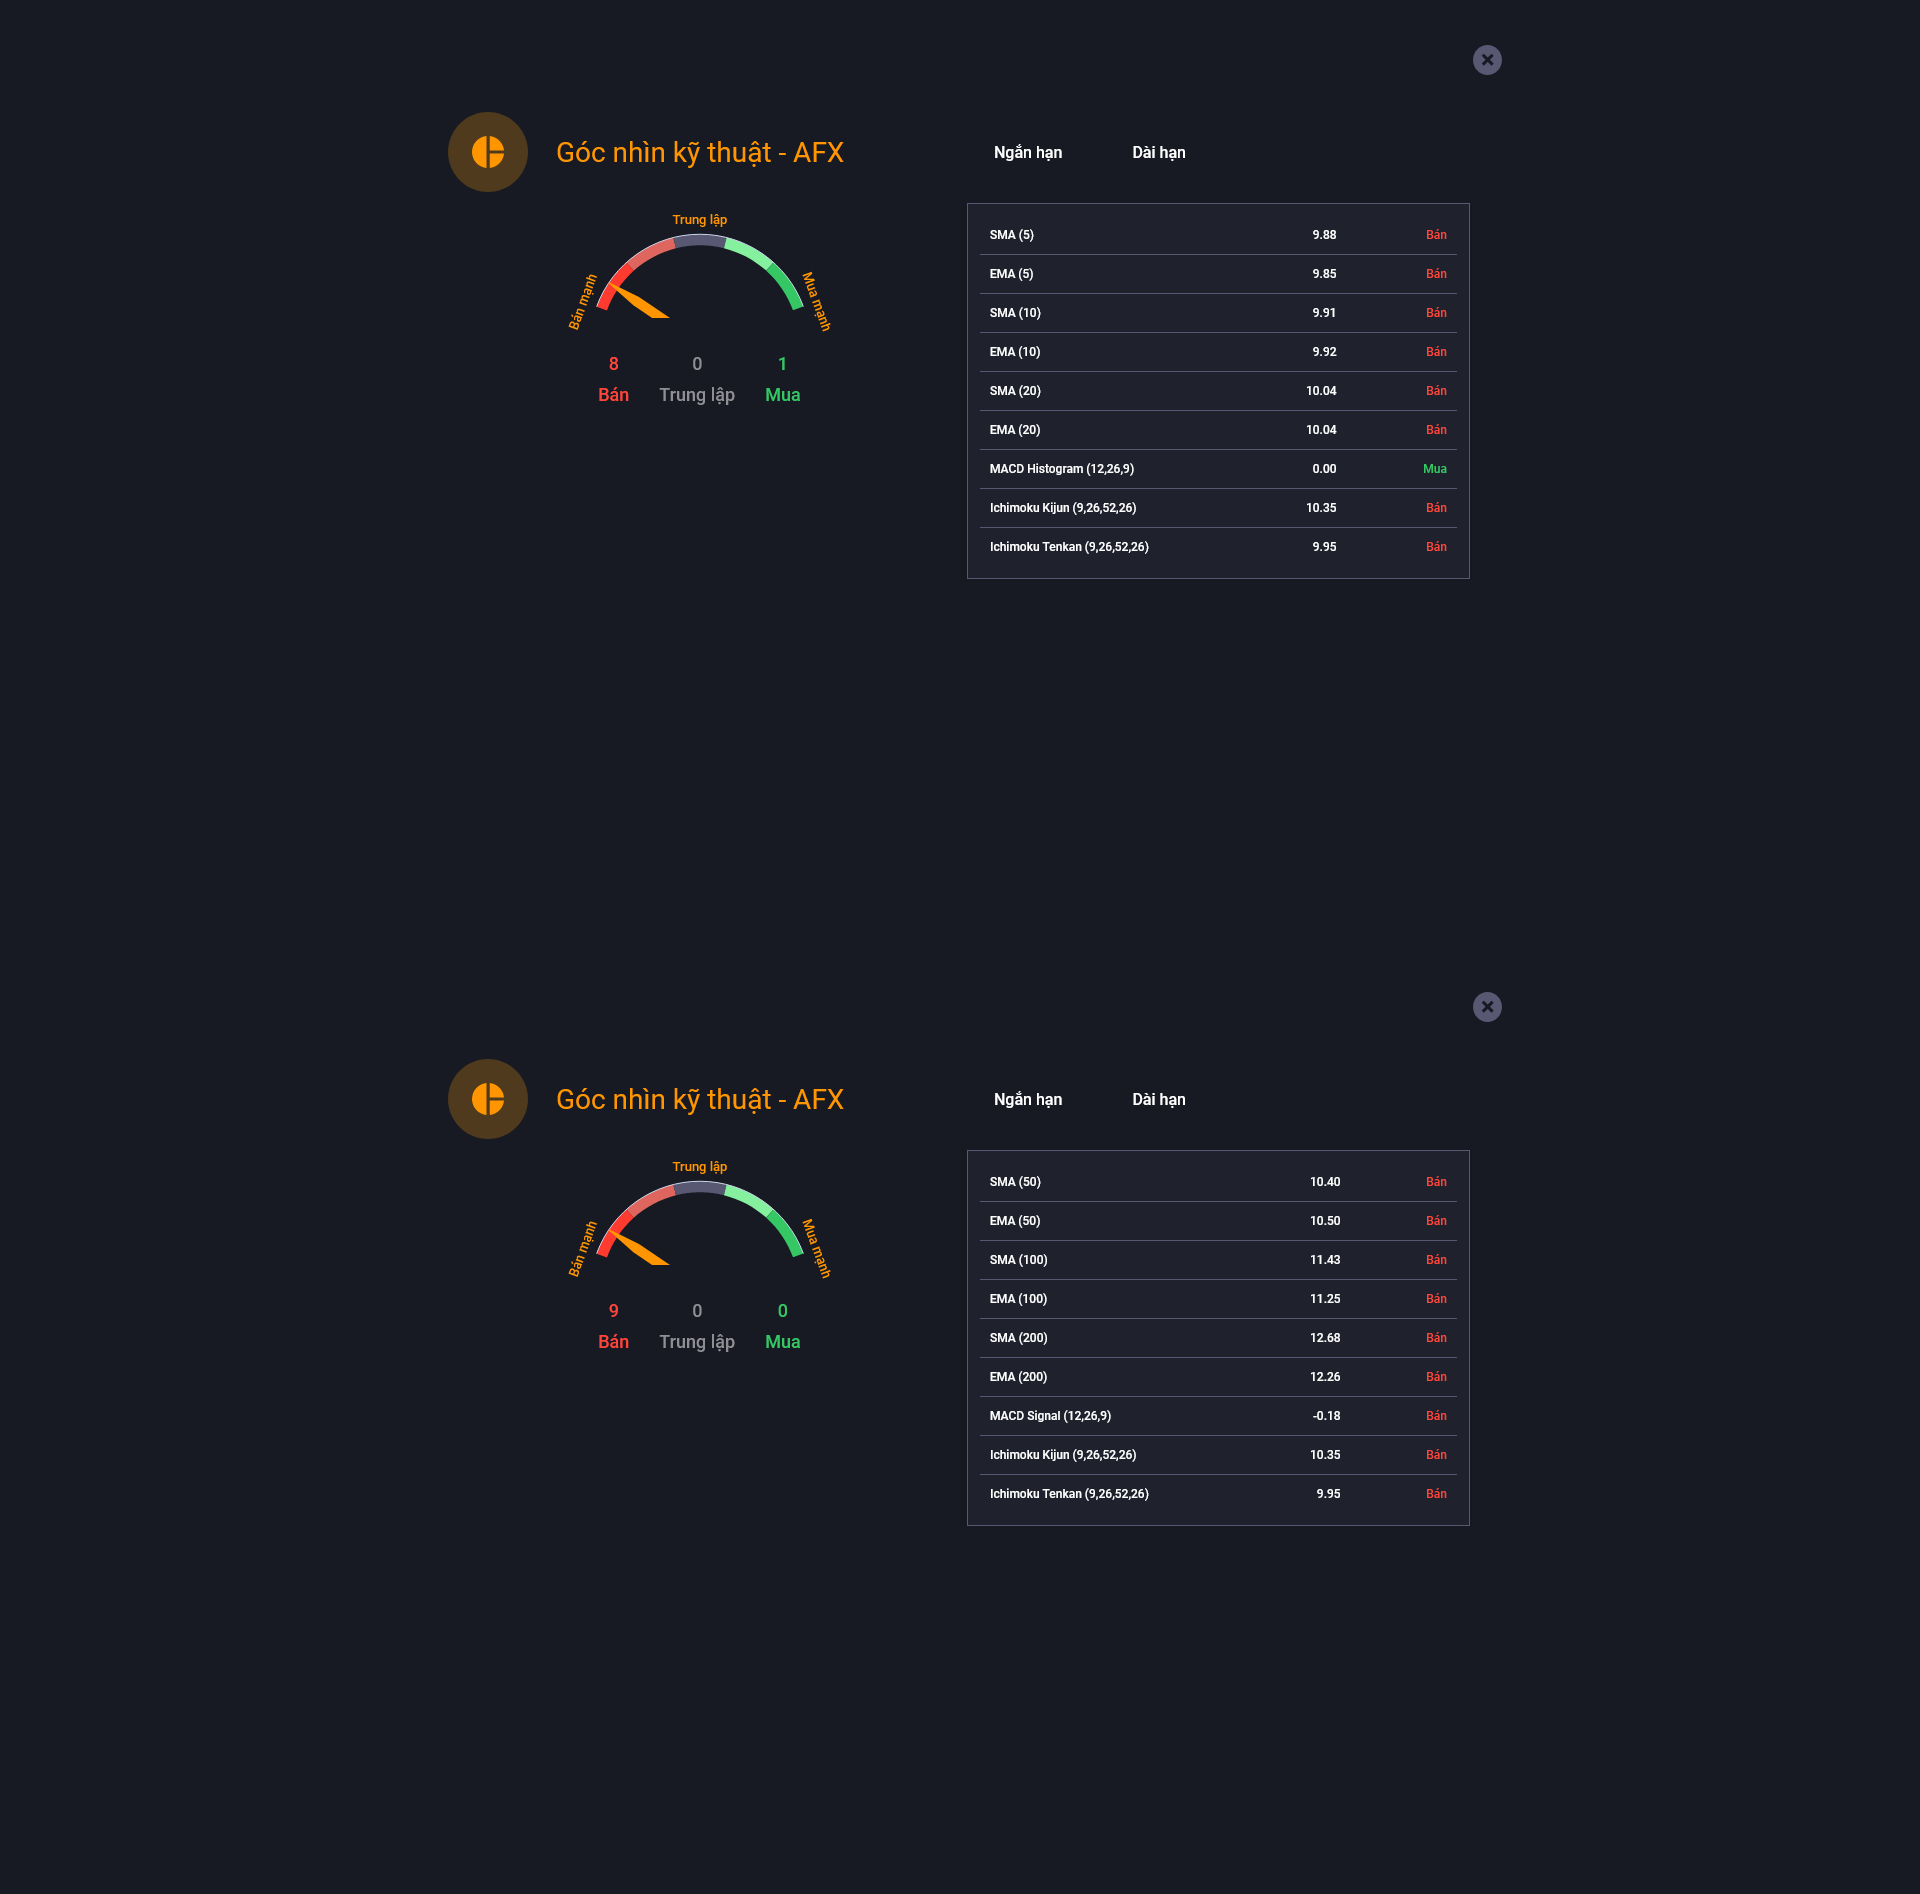 Góc nhìn kỹ thuật - AFX
Ngắn hạn Dài hạn
Trung lập
Bán mạnh
Mua mạnh
8 0 1
Bán Trung lập Mua
SMA (5) 9.88 Bán
EMA (5) 9.85 Bán
SMA (10) 9.91 Bán
EMA (10) 9.92 Bán
SMA (20) 10.04 Bán
EMA (20) 10.04 Bán
MACD Histogram (12,26,9) 0.00 Mua
Ichimoku Kijun (9,26,52,26) 10.35 Bán
Ichimoku Tenkan (9,26,52,26) 9.95 Bán
Góc nhìn kỹ thuật - AFX
Ngắn hạn Dài hạn
Trung lập
Bán mạnh
Mua mạnh
9 0 0
Bán Trung lập Mua
SMA (50) 10.40 Bán
EMA (50) 10.50 Bán
SMA (100) 11.43 Bán
EMA (100) 11.25 Bán
SMA (200) 12.68 Bán
EMA (200) 12.26 Bán
MACD Signal (12,26,9) -0.18 Bán
Ichimoku Kijun (9,26,52,26) 10.35 Bán
Ichimoku Tenkan (9,26,52,26) 9.95 Bán